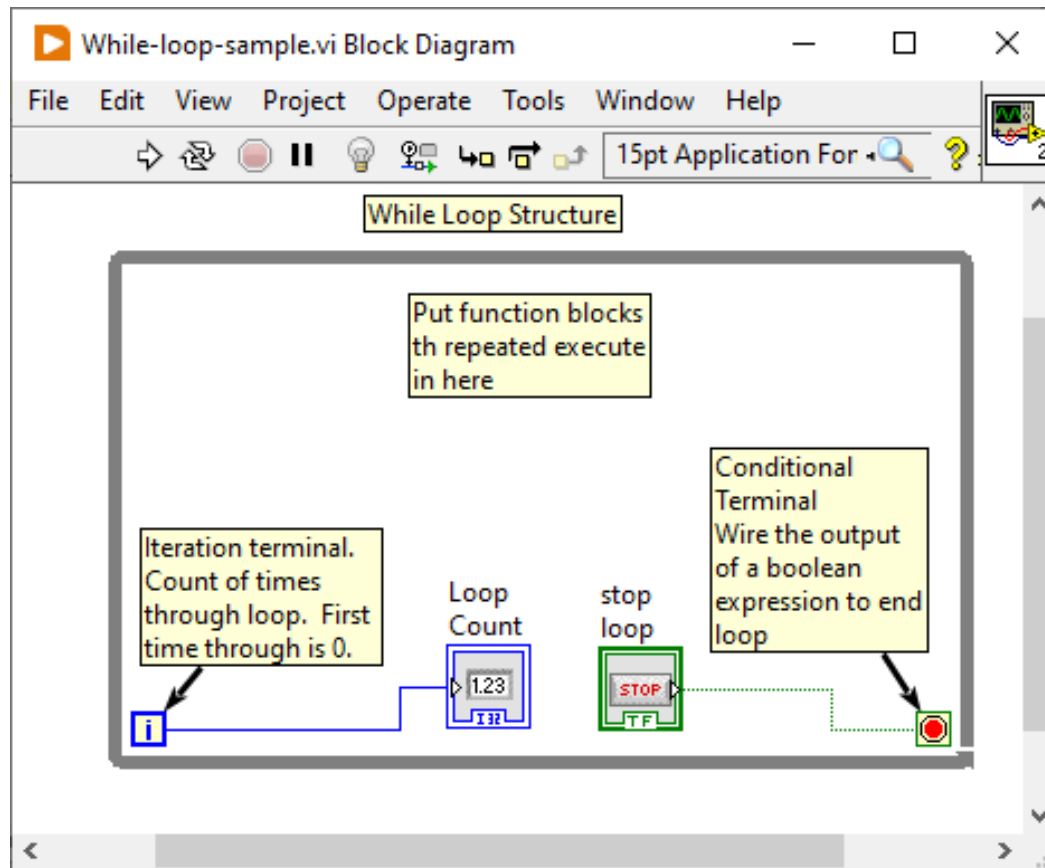 While-loop-sample.vi Block Diagram
File Edit View Project Operate Tools Window Help
15pt Application For
2
While Loop Structure
Put function blocks
th repeated execute
in here
Conditional
Terminal
Wire the output
of a boolean
expression to end
loop
Iteration terminal.
Count of times
through loop. First
time through is 0.
Loop
Count
stop
loop
1.23
I32
STOP
TF
i